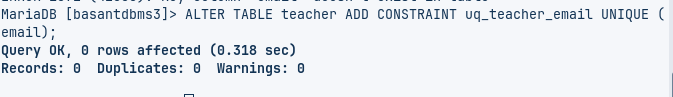 MariaDB [basantdbms3]> ALTER TABLE teacher ADD CONSTRAINT uq_teacher_email UNIQUE (
email);
Query OK, 0 rows affected (0.318 sec)
Records: 0  Duplicates: 0  Warnings: 0